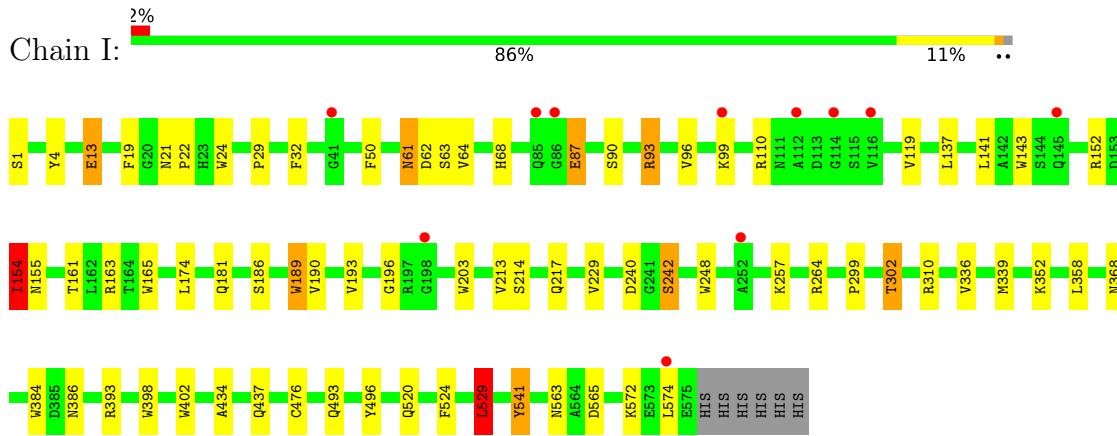 2%
Chain I:
86% 11% ••
S1 Y4 E13 F19 G20 N21 P22 H23 W24 P29 F32 G41 F50 N61 D62 S63 V64 H68 Q85 G86 E87 S90 R93 V96 K99 R110 N111 A112 D113 G114 S115 V116 V119 L137 L141 A142 W143 S144 Q145 R152 D153
I154 N155 T161 L162 R163 T164 W165 L174 Q181 S186 W189 V190 V193 G196 R197 G198 W203 V213 S214 Q217 V229 D240 G241 S242 W248 A252 K257 R264 P299 T302 R310 V336 M339 K352 L358 N368
W384 D385 N386 R393 W398 W402 A434 Q437 C476 Q493 Y496 Q520 F524 L529 Y541 N563 A564 D565 K572 E573 L574 E575 HIS HIS HIS HIS HIS HIS